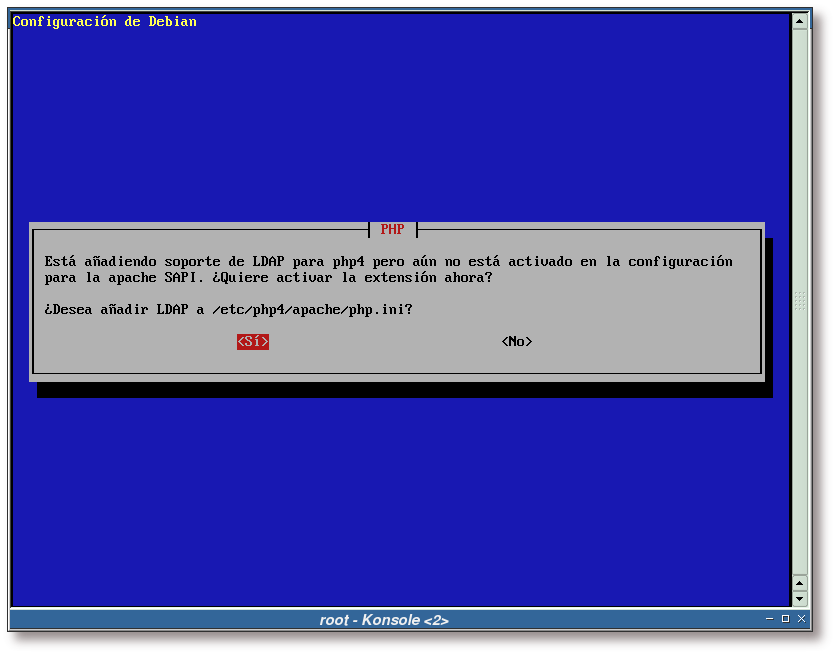 Configuración de Debian
PHP
Está añadiendo soporte de LDAP para php4 pero aún no está activado en la configuración
para la apache SAPI. ¿Quiere activar la extensión ahora?
¿Desea añadir LDAP a /etc/php4/apache/php.ini?
<Sí> <No>
root - Konsole <2>